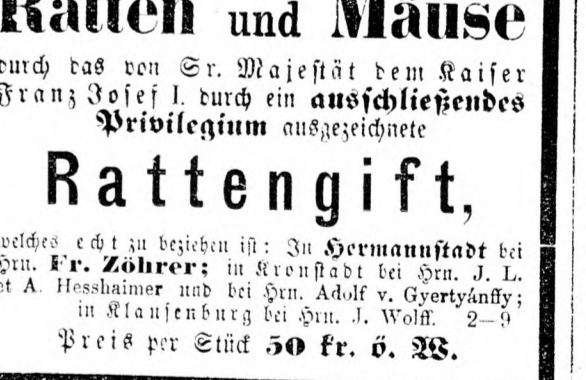 Ratten und Mäuse
durch das von Sr. Majestät dem Kaiser
Franz Josef I. durch ein ausschließendes
Privilegium ausgezeichnete
Rattengift,
welches echt zu beziehen ist: In Hermannstadt bei
Hrn. Fr. Zöhrer; in Kronstadt bei Hrn. J. L.
et A. Hesshaimer und bei Hrn. Adolf v. Gyertyánffy;
in Klausenburg bei Hrn. J. Wolff. 2—9
Preis per Stück 50 kr. ö. W.